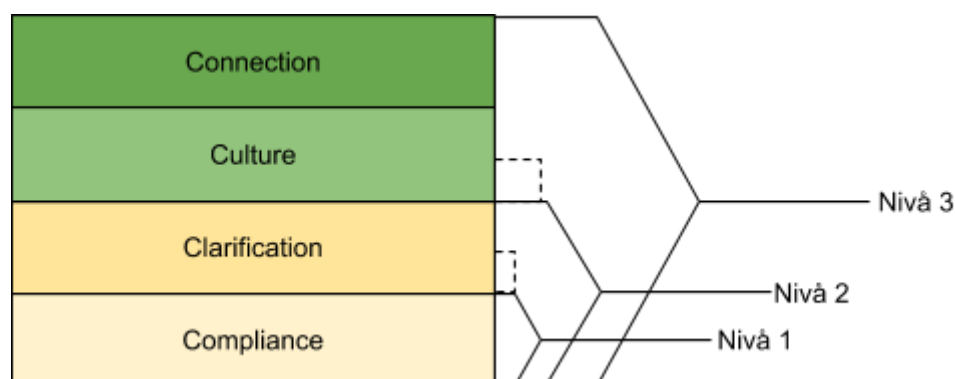 Connection
Culture
Nivå 3
Clarification
Nivå 2
Compliance
Nivå 1